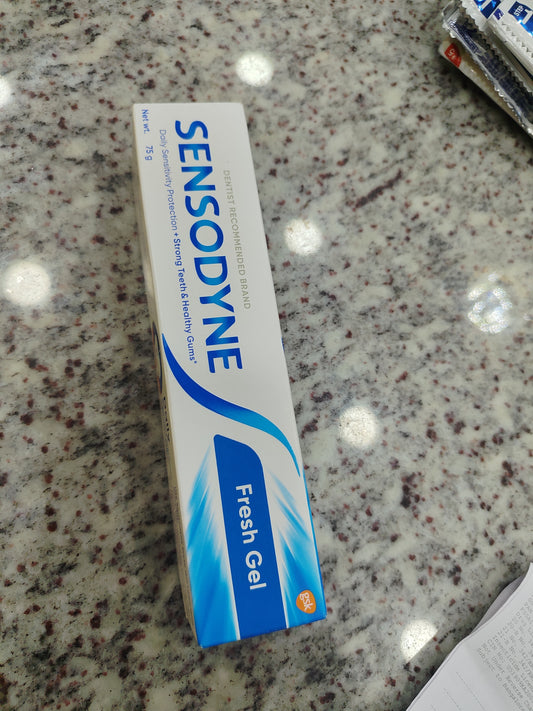 DENTIST RECOMMENDED BRAND
SENSODYNE
Daily Sensitivity Protection + Strong Teeth & Healthy Gums*
Net wt. 75 g
Fresh Gel
gsk